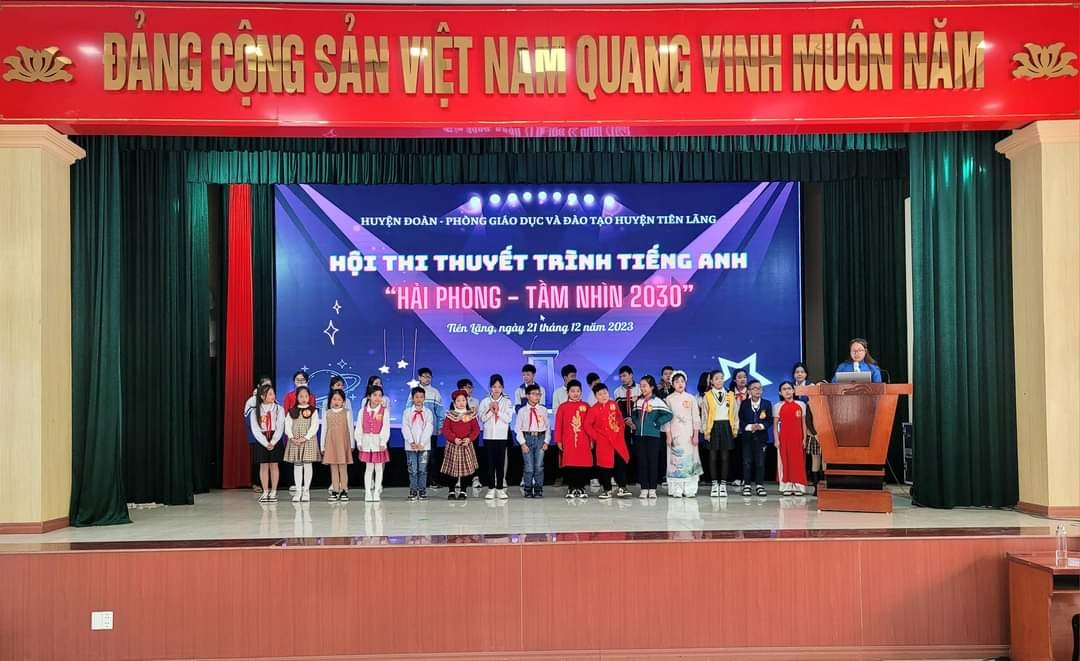 ĐẢNG CỘNG SẢN VIỆT NAM QUANG VINH MUÔN NĂM
HUYỆN ĐOÀN - PHÒNG GIÁO DỤC VÀ ĐÀO TẠO HUYỆN TIÊN LÃNG
HỘI THI THUYẾT TRÌNH TIẾNG ANH
“HẢI PHÒNG - TẦM NHÌN 2030”
Tiên Lãng, ngày 21 tháng 12 năm 2023